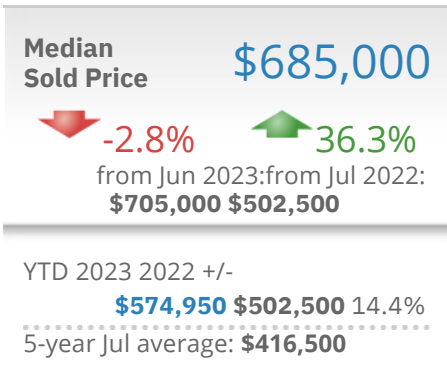 Median
Sold Price
$685,000
-2.8%
36.3%
from Jun 2023:from Jul 2022:
$705,000 $502,500
YTD 2023 2022 +/-
$574,950 $502,500 14.4%
5-year Jul average: $416,500